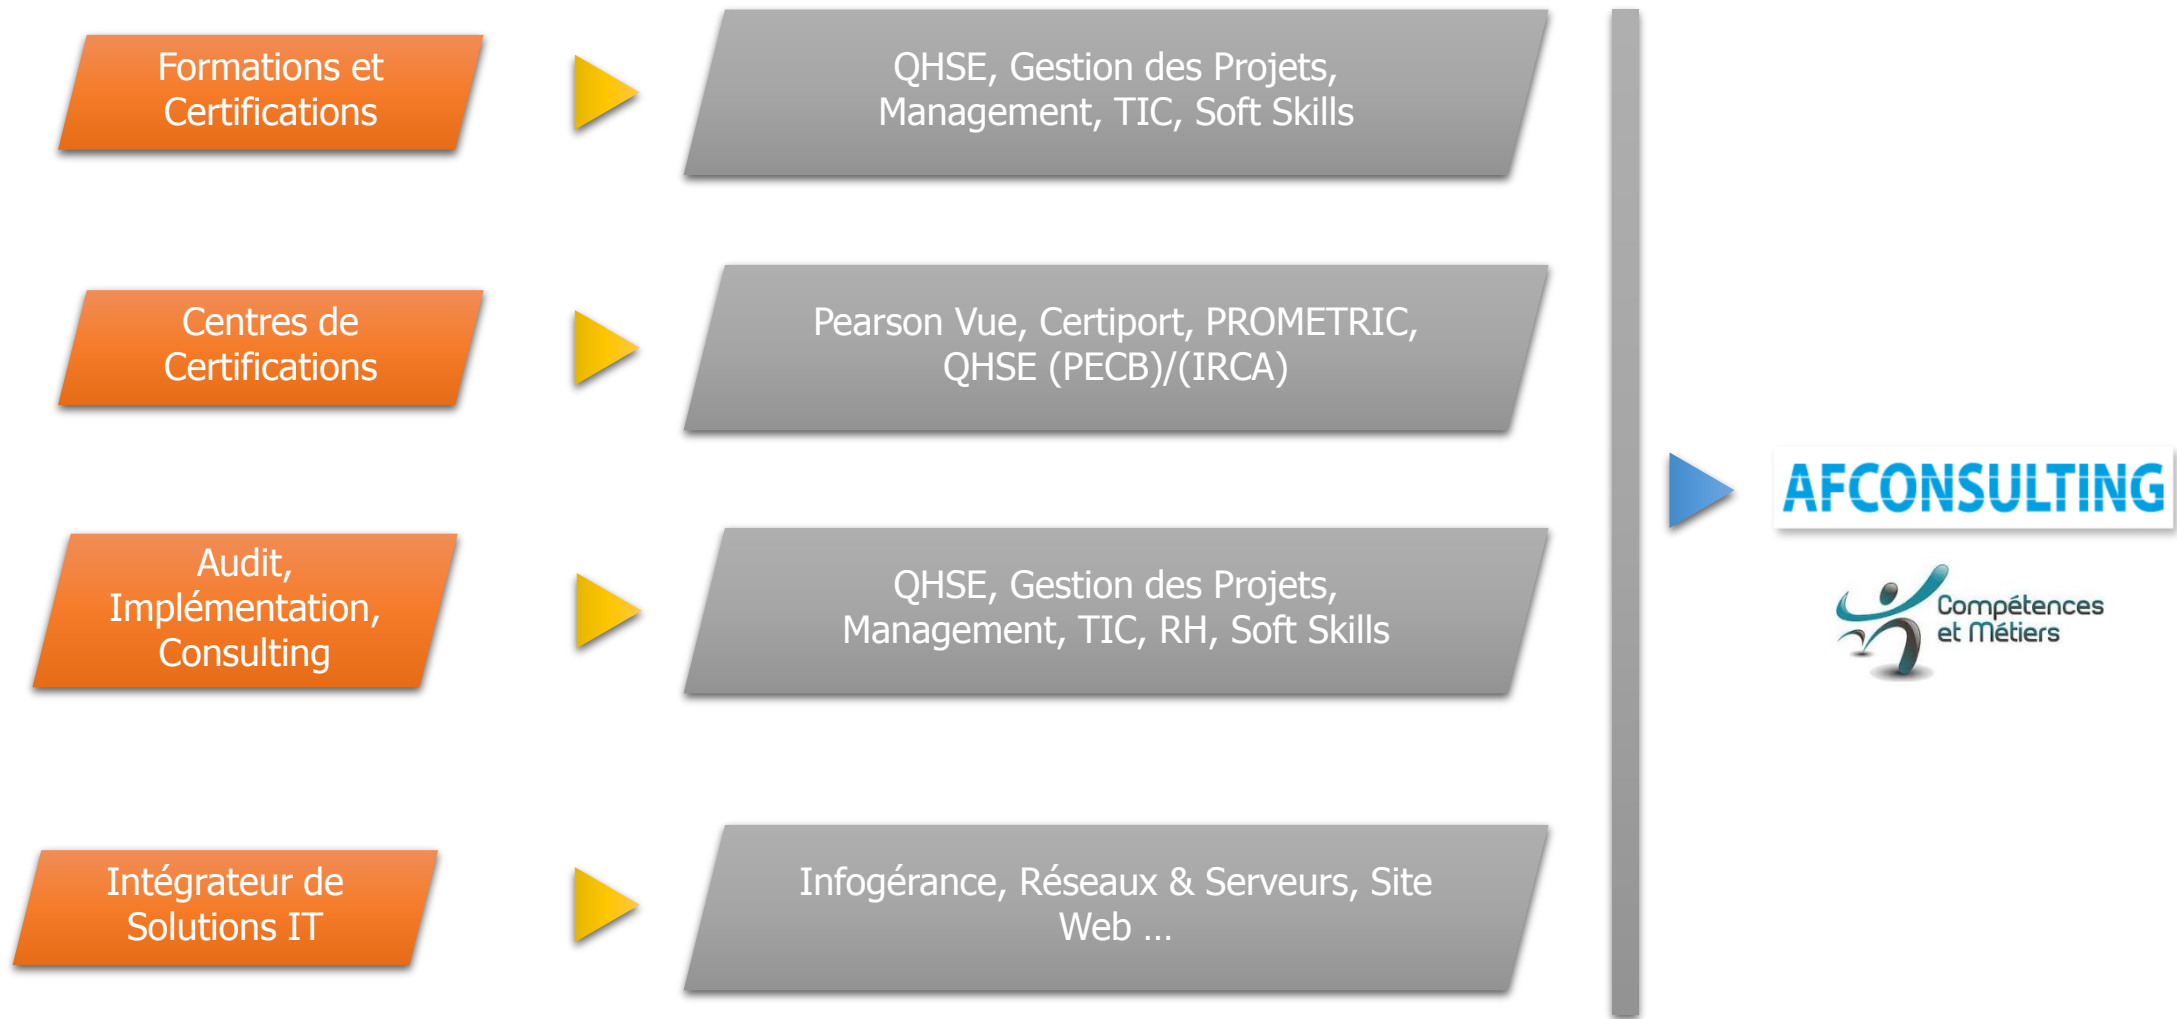 Formations et
Certifications
QHSE, Gestion des Projets,
Management, TIC, Soft Skills
Centres de
Certifications
Pearson Vue, Certiport, PROMETRIC,
QHSE (PECB)/(IRCA)
Audit,
Implémentation,
Consulting
QHSE, Gestion des Projets,
Management, TIC, RH, Soft Skills
Intégrateur de
Solutions IT
Infogérance, Réseaux & Serveurs, Site
Web ...
AFCONSULTING
Compétences
et Métiers